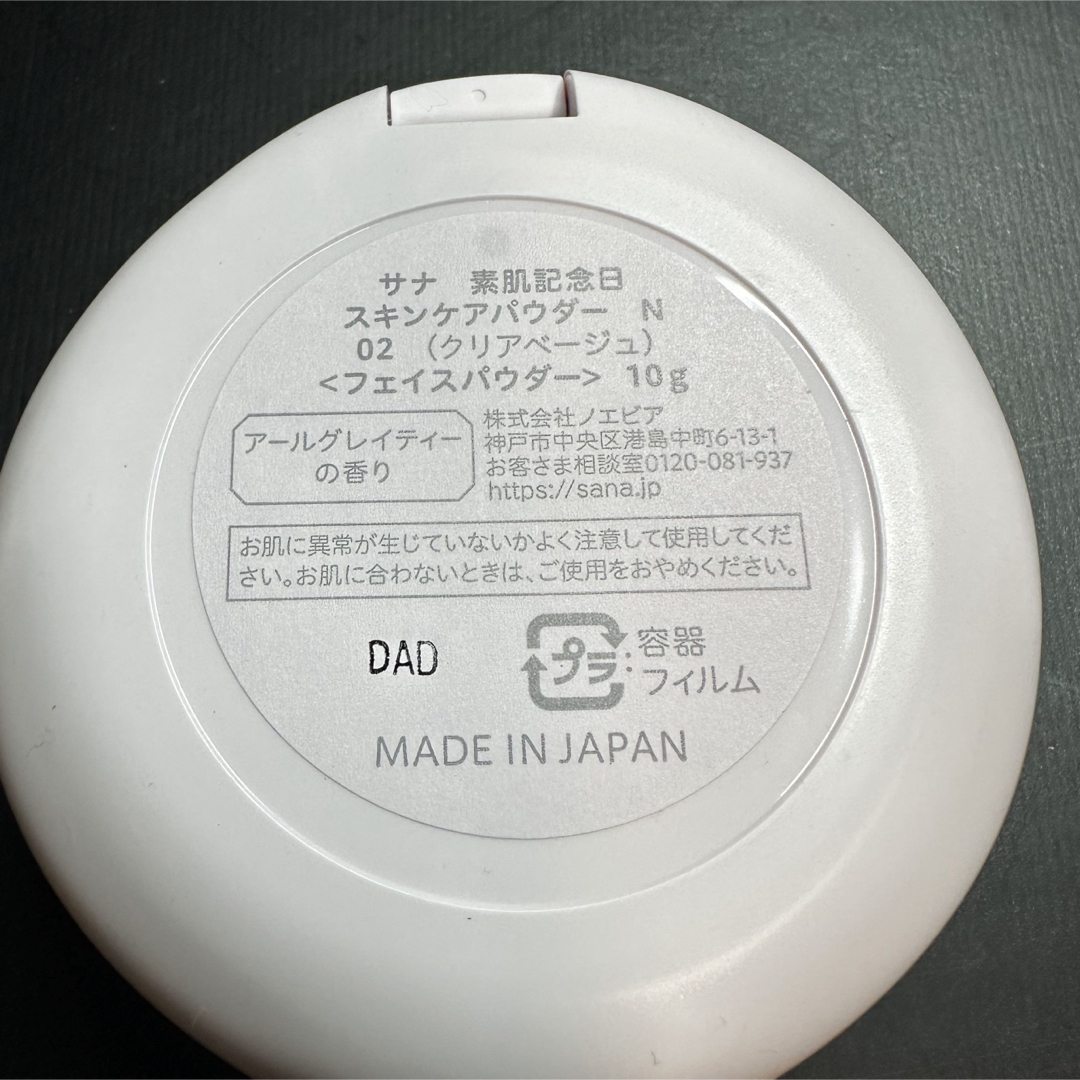 サナ 素肌記念日
スキンケアパウダー N
02 (クリアベージュ)
<フェイスパウダー> 10g
アールグレイティー
の香り
株式会社ノエビア
神戸市中央区港島中町6-13-1
お客さま相談室0120-081-937
https://sana.jp
お肌に異常が生じていないかよく注意して使用してくだ
さい。お肌に合わないときは、ご使用をおやめください。
DAD
プラ:容器
フィルム
MADE IN JAPAN